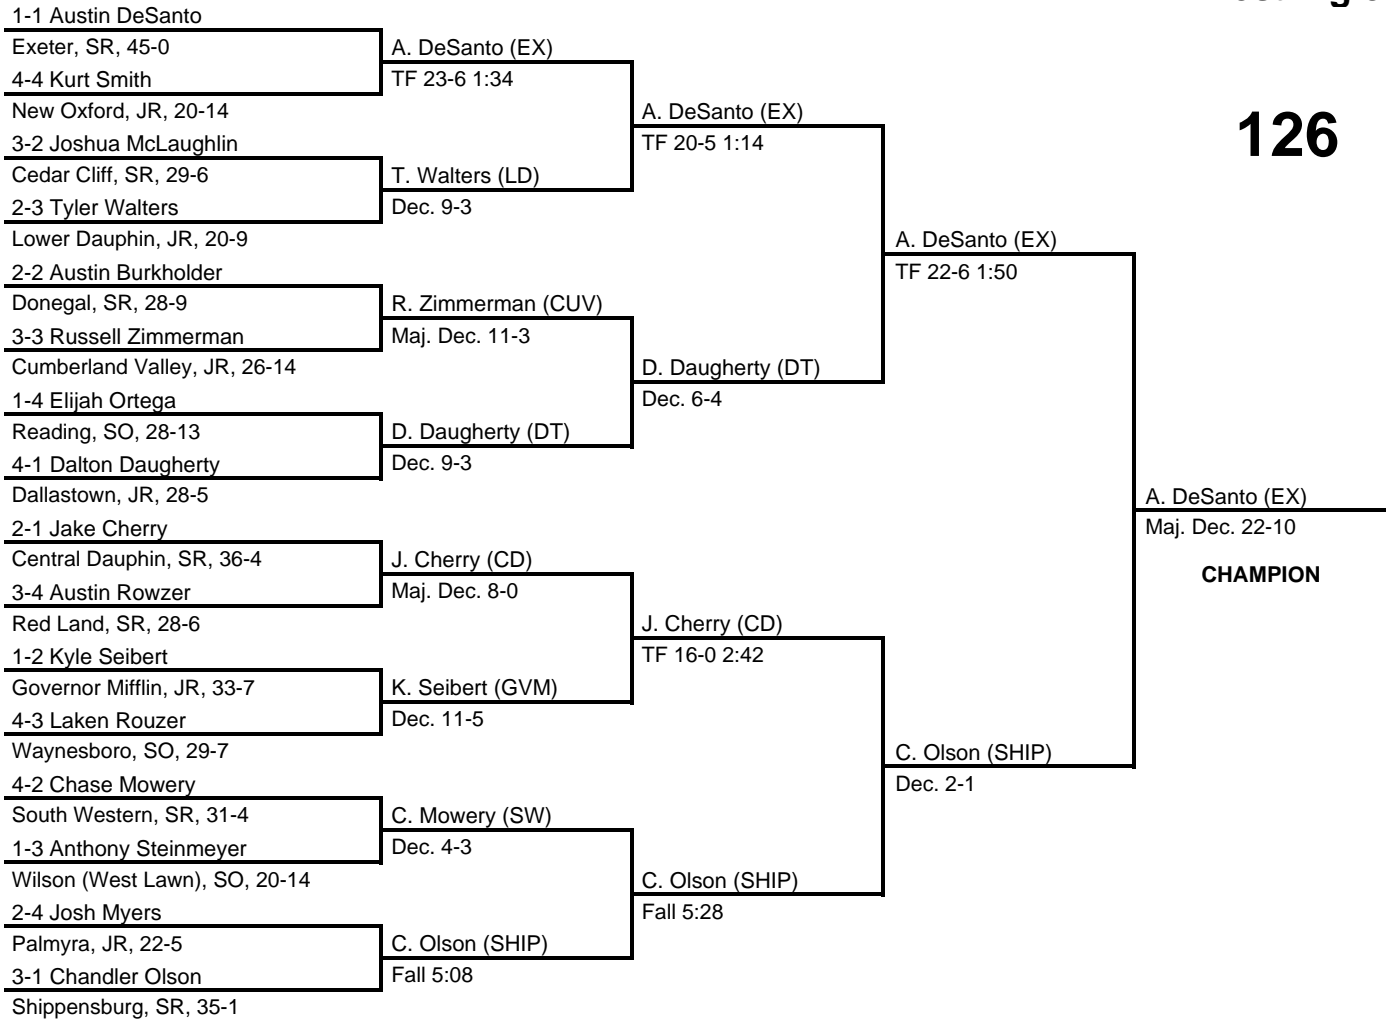 1-1 Austin DeSanto
Exeter, SR, 45-0
4-4 Kurt Smith
New Oxford, JR, 20-14
3-2 Joshua McLaughlin
Cedar Cliff, SR, 29-6
2-3 Tyler Walters
Lower Dauphin, JR, 20-9
2-2 Austin Burkholder
Donegal, SR, 28-9
3-3 Russell Zimmerman
Cumberland Valley, JR, 26-14
1-4 Elijah Ortega
Reading, SO, 28-13
4-1 Dalton Daugherty
Dallastown, JR, 28-5
2-1 Jake Cherry
Central Dauphin, SR, 36-4
3-4 Austin Rowzer
Red Land, SR, 28-6
1-2 Kyle Seibert
Governor Mifflin, JR, 33-7
4-3 Laken Rouzer
Waynesboro, SO, 29-7
4-2 Chase Mowery
South Western, SR, 31-4
1-3 Anthony Steinmeyer
Wilson (West Lawn), SO, 20-14
2-4 Josh Myers
Palmyra, JR, 22-5
3-1 Chandler Olson
Shippensburg, SR, 35-1
A. DeSanto (EX)
TF 23-6 1:34
T. Walters (LD)
Dec. 9-3
R. Zimmerman (CUV)
Maj. Dec. 11-3
D. Daugherty (DT)
Dec. 9-3
J. Cherry (CD)
Maj. Dec. 8-0
K. Seibert (GVM)
Dec. 11-5
C. Mowery (SW)
Dec. 4-3
C. Olson (SHIP)
Fall 5:08
A. DeSanto (EX)
TF 20-5 1:14
D. Daugherty (DT)
Dec. 6-4
J. Cherry (CD)
TF 16-0 2:42
C. Olson (SHIP)
Fall 5:28
A. DeSanto (EX)
TF 22-6 1:50
C. Olson (SHIP)
Dec. 2-1
126
A. DeSanto (EX)
Maj. Dec. 22-10
CHAMPION